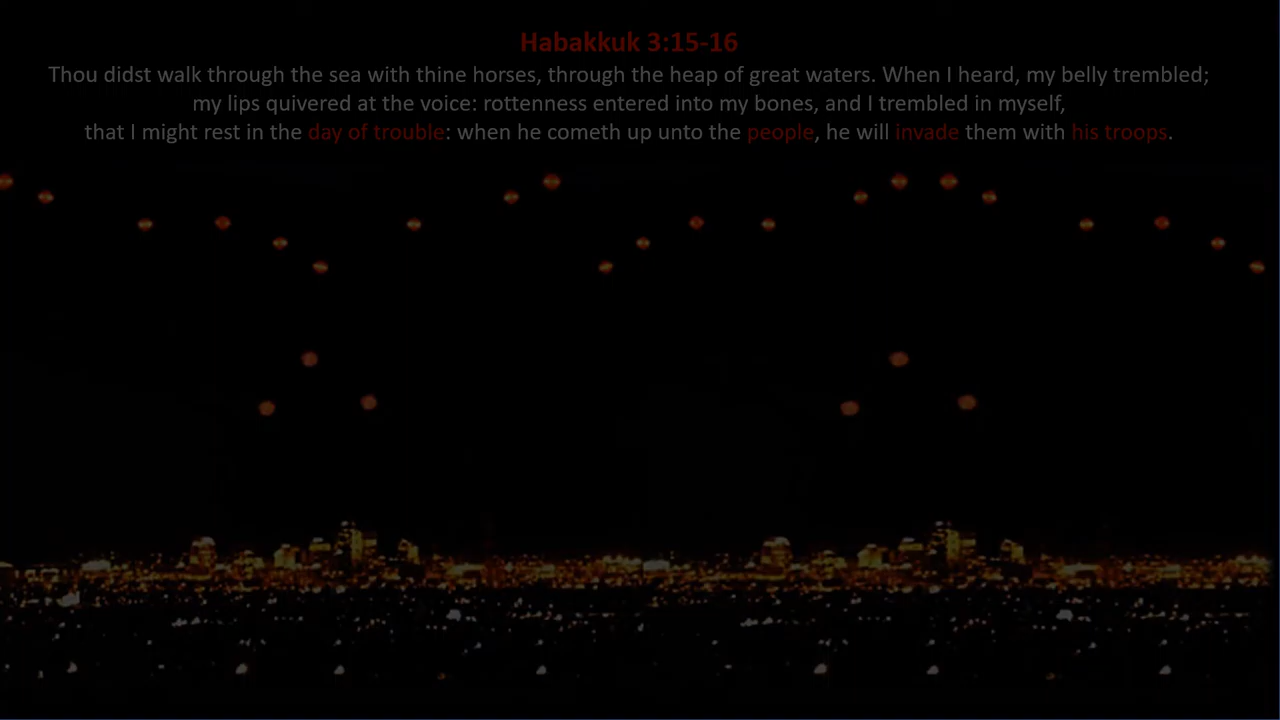 Habakkuk 3:15-16
Thou didst walk through the sea with thine horses, through the heap of great waters. When I heard, my belly trembled;
my lips quivered at the voice: rottenness entered into my bones, and I trembled in myself,
that I might rest in the day of trouble: when he cometh up unto the people, he will invade them with his troops.